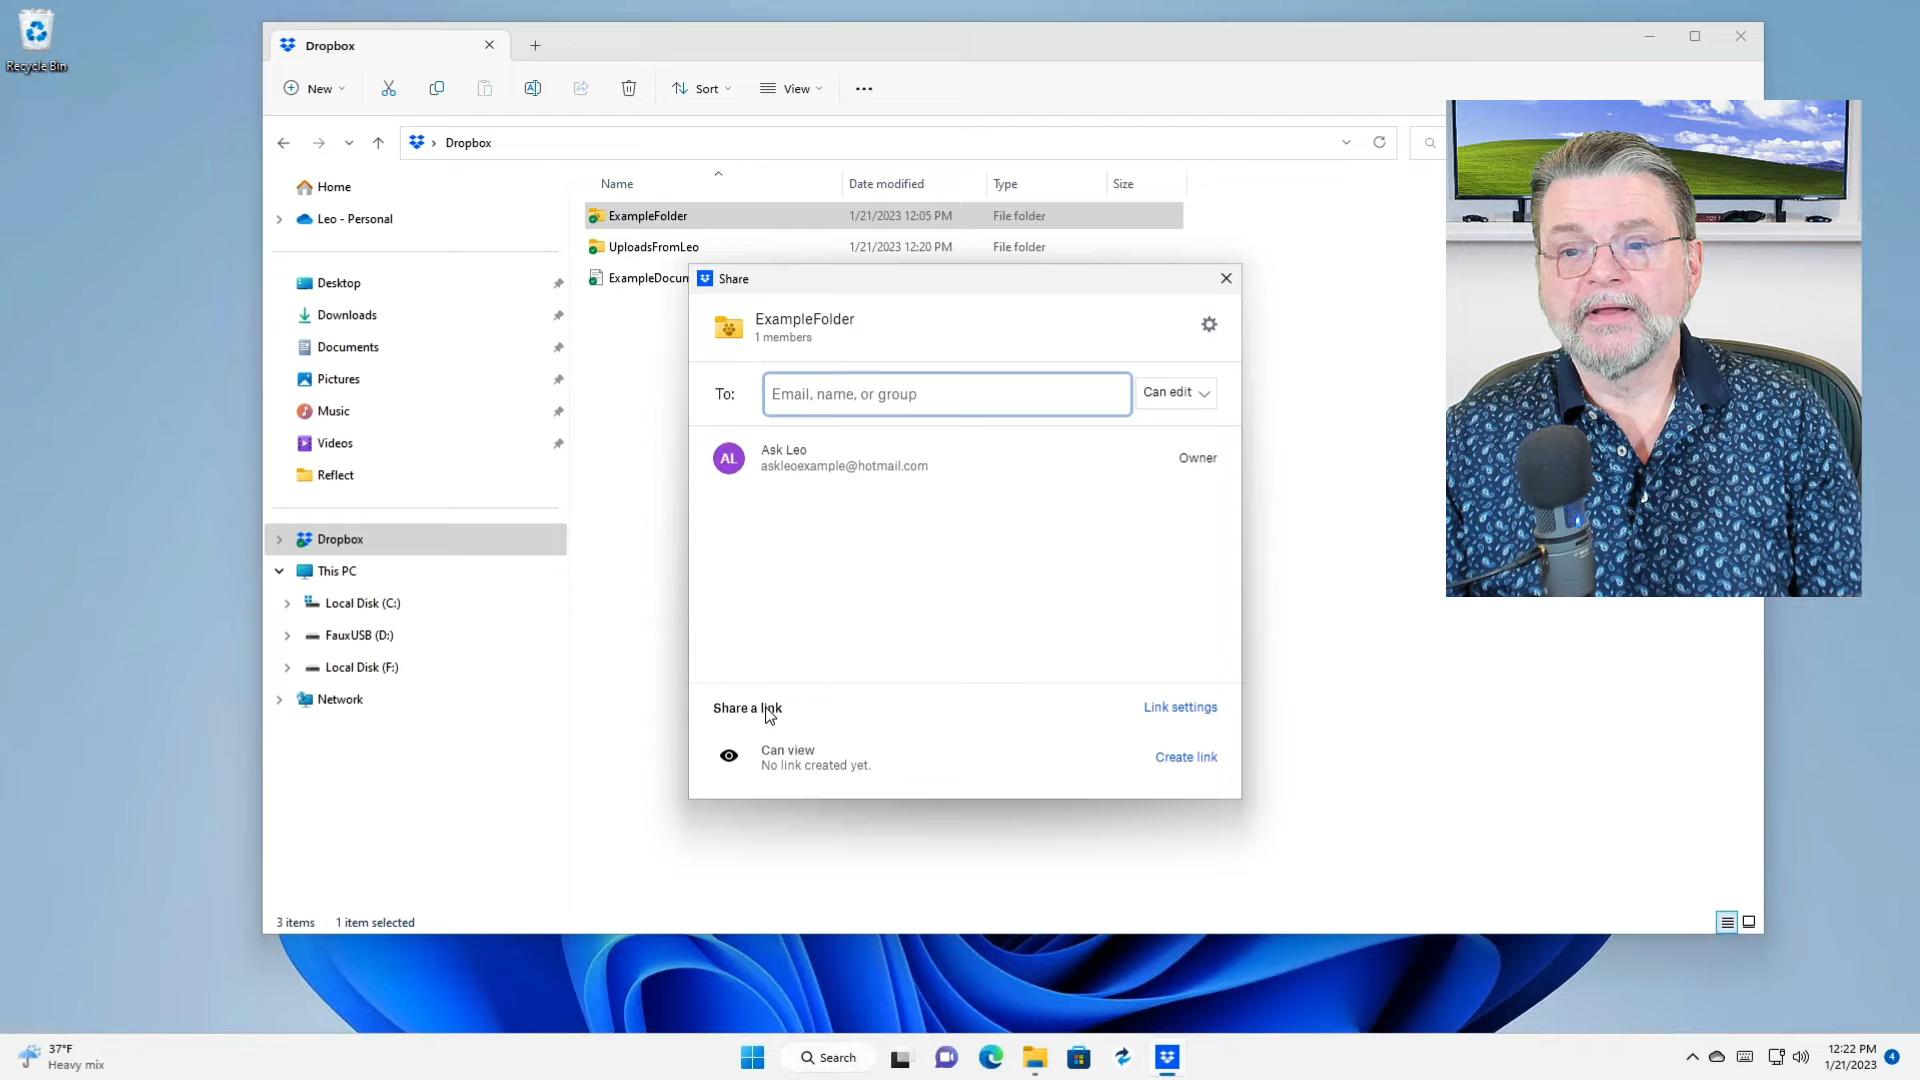 Recycle Bin
Dropbox
New
Sort
View
Dropbox
Home
Leo - Personal
Desktop
Downloads
Documents
Pictures
Music
Videos
Reflect
Dropbox
This PC
Local Disk (C:)
FauxUSB (D:)
Local Disk (F:)
Network
Name Date modified Type Size
ExampleFolder 1/21/2023 12:05 PM File folder
UploadsFromLeo 1/21/2023 12:20 PM File folder
ExampleDocum
Share
ExampleFolder
1 members
To: Email, name, or group Can edit
AL
Ask Leo
askleoexample@hotmail.com
Owner
Share a link Link settings
Can view
No link created yet.
Create link
3 items 1 item selected
37°F
Heavy mix
Search
12:22 PM
1/21/2023
4